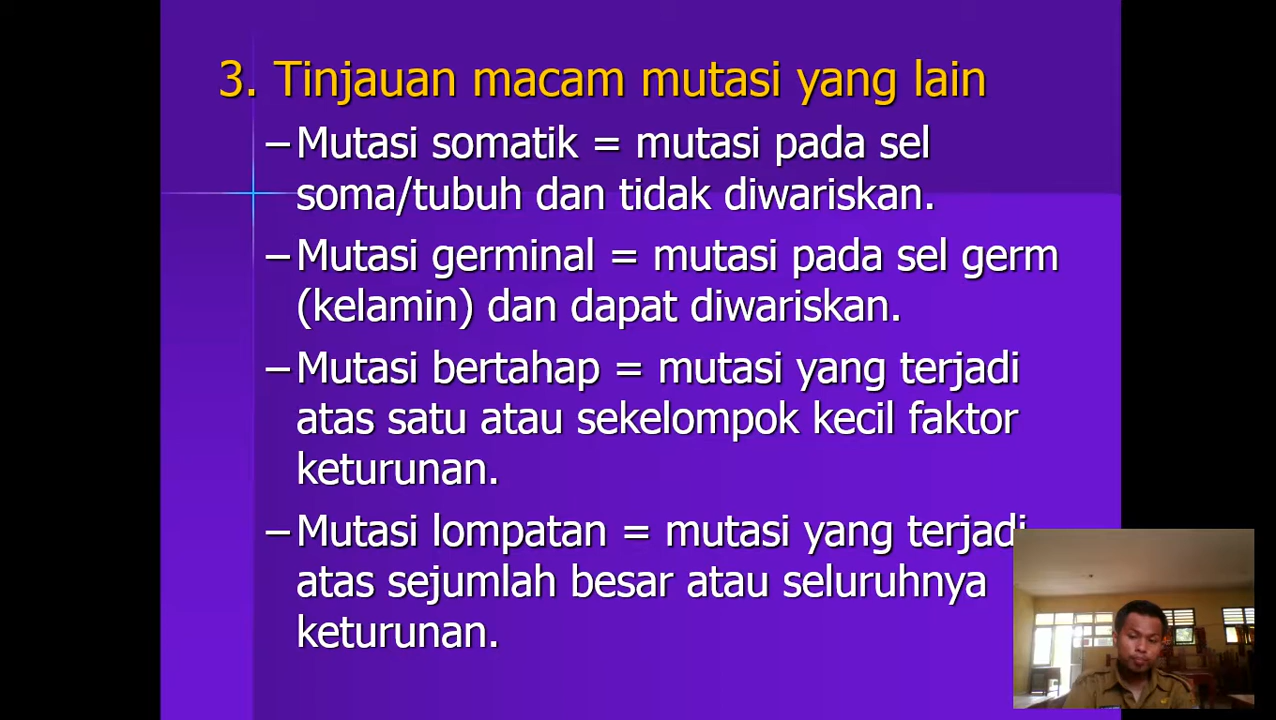 3. Tinjauan macam mutasi yang lain
–Mutasi somatik = mutasi pada sel
soma/tubuh dan tidak diwariskan.
–Mutasi germinal = mutasi pada sel germ
(kelamin) dan dapat diwariskan.
–Mutasi bertahap = mutasi yang terjadi
atas satu atau sekelompok kecil faktor
keturunan.
–Mutasi lompatan = mutasi yang terjadi
atas sejumlah besar atau seluruhnya
keturunan.